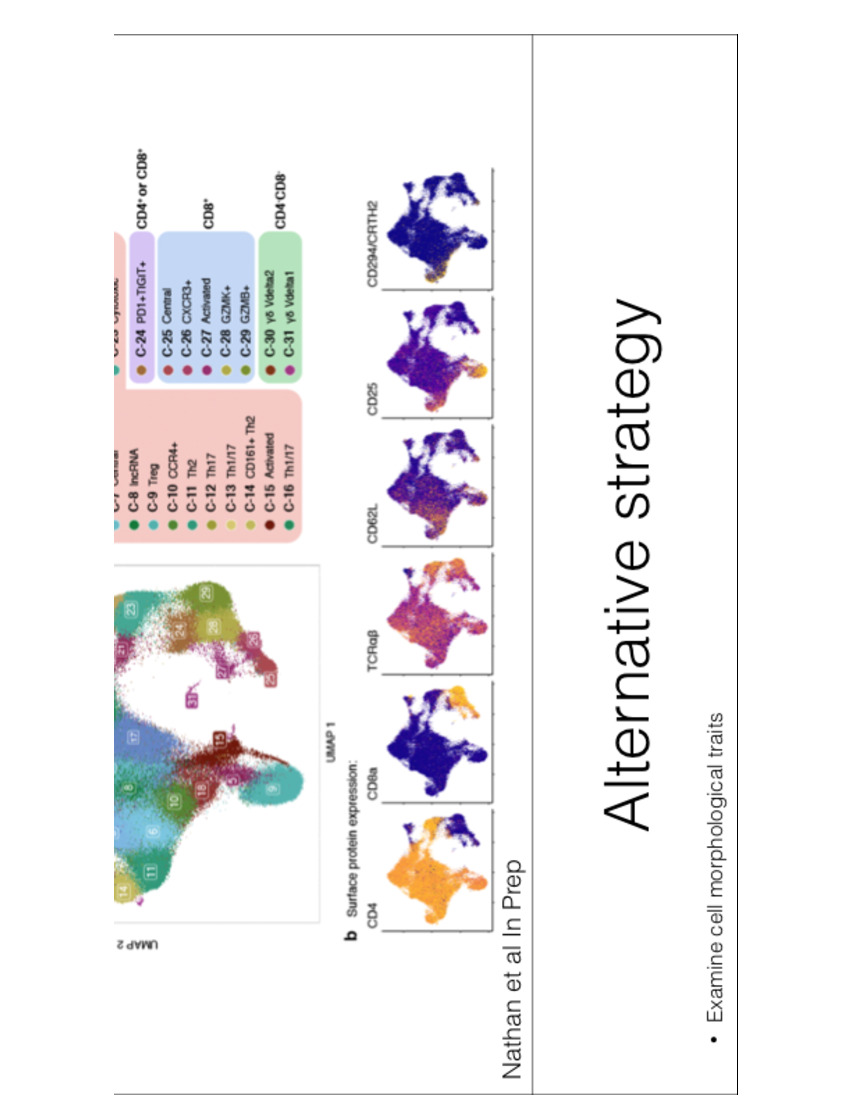 14 8 21 23
17
11 6
10 24
31
18 29
28
15 27
5
26
9 25
UMAP 2
UMAP 1
C-8 lncRNA
C-9 Treg
C-10 CCR4+
C-11 Th2
C-12 Th17
C-13 Th1/17
C-14 CD161+ Th2
C-15 Activated
C-16 Th1/17
C-24 PD1+TIGIT+
CD4⁺ or CD8⁺
C-25 Central
C-26 CXCR3+
C-27 Activated
C-28 GZMK+
C-29 GZMB+
CD8⁺
C-30 γδ Vdelta2
C-31 γδ Vdelta1
CD4⁻CD8⁻
b Surface protein expression:
CD4 CD8a TCRαβ CD62L CD25 CD294/CRTH2
Nathan et al In Prep
Alternative strategy
• Examine cell morphological traits